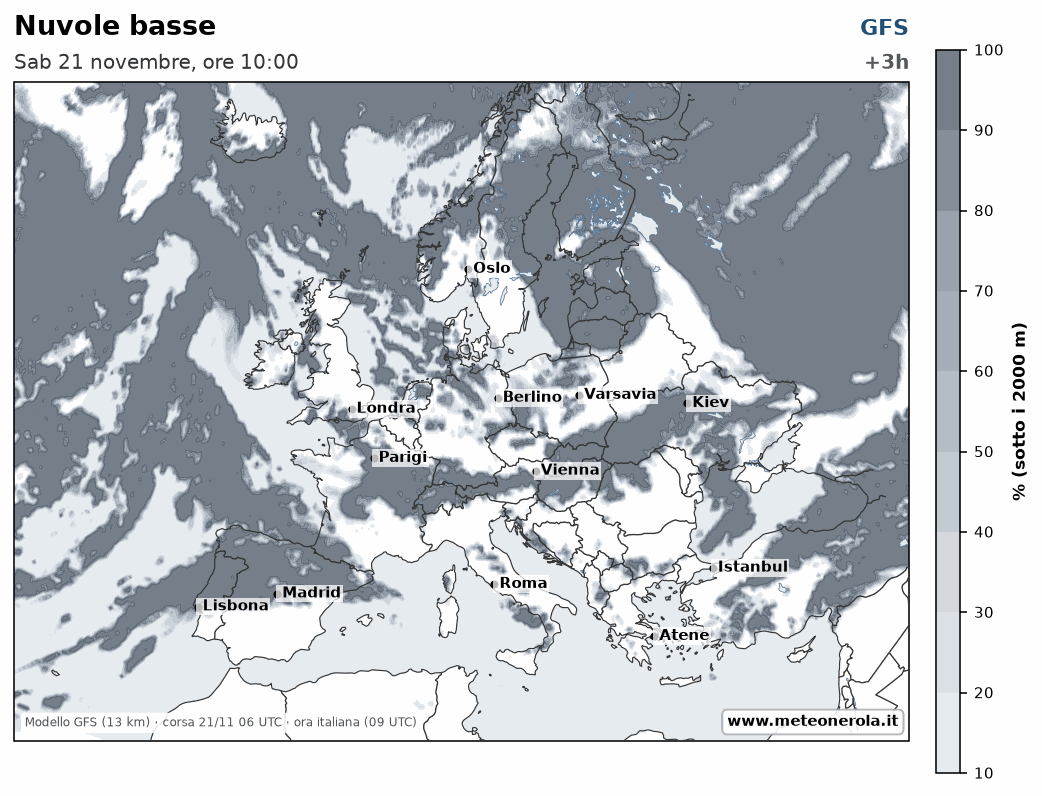 Nuvole basse
GFS
Sab 21 novembre, ore 10:00
+3h
100
90
80
70
60
50
40
30
20
10
% (sotto i 2000 m)
Oslo
Londra
Berlino
Varsavia
Kiev
Parigi
Vienna
Istanbul
Roma
Madrid
Lisbona
Atene
Modello GFS (13 km) · corsa 21/11 06 UTC · ora italiana (09 UTC)
www.meteonerola.it